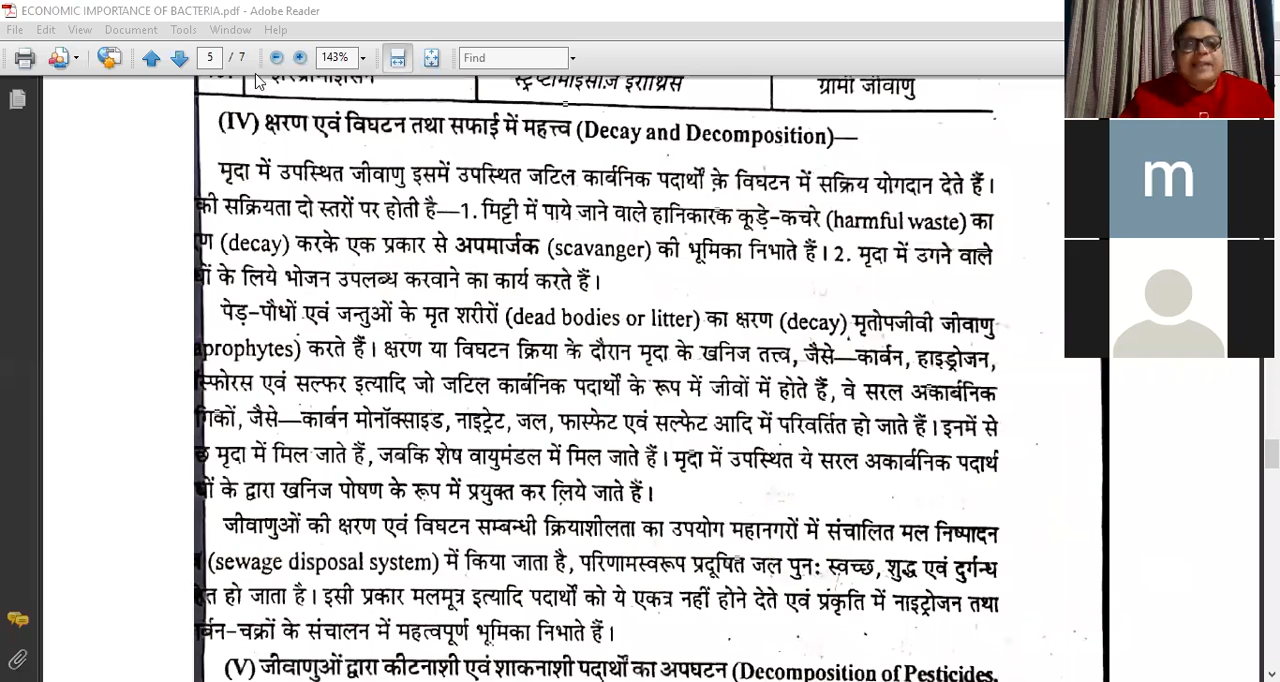 ECONOMIC IMPORTANCE OF BACTERIA.pdf - Adobe Reader
File Edit View Document Tools Window Help
5 / 7 143% Find
ग्रामी जीवाणु
(IV) क्षरण एवं विघटन तथा सफाई में महत्त्व (Decay and Decomposition)—
मृदा में उपस्थित जीवाणु इसमें उपस्थित जटिल कार्बनिक पदार्थों के विघटन में सक्रिय योगदान देते हैं।
की सक्रियता दो स्तरों पर होती है—1. मिट्टी में पाये जाने वाले हानिकारक कूड़े-कचरे (harmful waste) का
ण (decay) करके एक प्रकार से अपमार्जक (scavanger) की भूमिका निभाते हैं। 2. मृदा में उगने वाले
धों के लिये भोजन उपलब्ध करवाने का कार्य करते हैं।
पेड़-पौधों एवं जन्तुओं के मृत शरीरों (dead bodies or litter) का क्षरण (decay) मृतोपजीवी जीवाणु
aprophytes) करते हैं। क्षरण या विघटन क्रिया के दौरान मृदा के खनिज तत्त्व, जैसे—कार्बन, हाइड्रोजन,
स्फोरस एवं सल्फर इत्यादि जो जटिल कार्बनिक पदार्थों के रूप में जीवों में होते हैं, वे सरल अकार्बनिक
गिकों, जैसे—कार्बन मोनॉक्साइड, नाइट्रेट, जल, फास्फेट एवं सल्फेट आदि में परिवर्तित हो जाते हैं। इनमें से
छ मृदा में मिल जाते हैं, जबकि शेष वायुमंडल में मिल जाते हैं। मृदा में उपस्थित ये सरल अकार्बनिक पदार्थ
धों के द्वारा खनिज पोषण के रूप में प्रयुक्त कर लिये जाते हैं।
जीवाणुओं की क्षरण एवं विघटन सम्बन्धी क्रियाशीलता का उपयोग महानगरों में संचालित मल निष्पादन
(sewage disposal system) में किया जाता है, परिणामस्वरूप प्रदूषित जल पुनः स्वच्छ, शुद्ध एवं दुर्गन्ध
हित हो जाता है। इसी प्रकार मलमूत्र इत्यादि पदार्थों को ये एकत्र नहीं होने देते एवं प्रकृति में नाइट्रोजन तथा
र्बन-चक्रों के संचालन में महत्वपूर्ण भूमिका निभाते हैं।
(V) जीवाणुओं द्वारा कीटनाशी एवं शाकनाशी पदार्थों का अपघटन (Decomposition of Pesticides,
m